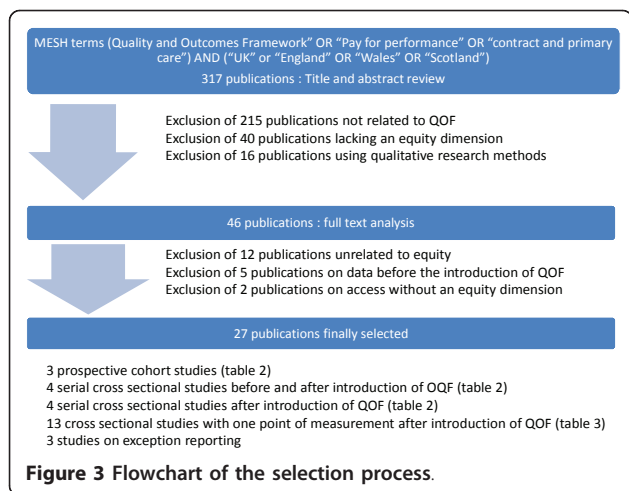 MESH terms (Quality and Outcomes Framework” OR “Pay for performance” OR “contract and primary
care”) AND (“UK” or “England” OR “Wales” OR “Scotland”)
317 publications : Title and abstract review
Exclusion of 215 publications not related to QOF
Exclusion of 40 publications lacking an equity dimension
Exclusion of 16 publications using qualitative research methods
46 publications : full text analysis
Exclusion of 12 publications unrelated to equity
Exclusion of 5 publications on data before the introduction of QOF
Exclusion of 2 publications on access without an equity dimension
27 publications finally selected
3 prospective cohort studies (table 2)
4 serial cross sectional studies before and after introduction of OQF (table 2)
4 serial cross sectional studies after introduction of QOF (table 2)
13 cross sectional studies with one point of measurement after introduction of QOF (table 3)
3 studies on exception reporting
Figure 3 Flowchart of the selection process.